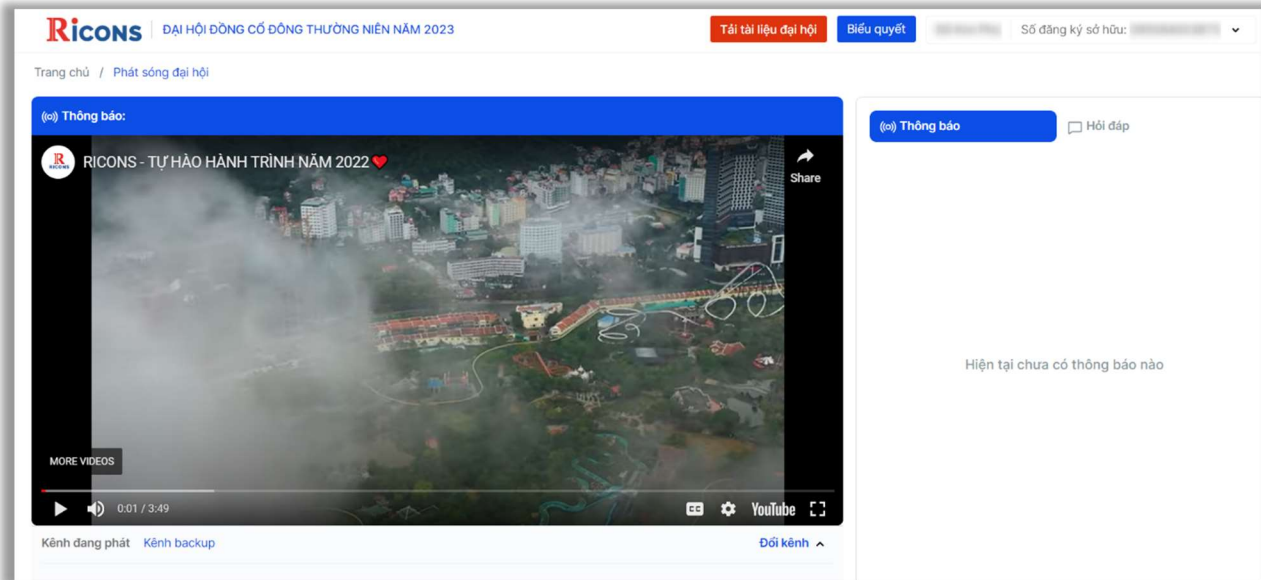 Ricons ĐẠI HỘI ĐỒNG CỔ ĐÔNG THƯỜNG NIÊN NĂM 2023 Tải tài liệu đại hội Biểu quyết Số đăng ký sở hữu:
Trang chủ / Phát sóng đại hội
Thông báo:
Thông báo Hỏi đáp
R RICONS RICONS - TỰ HÀO HÀNH TRÌNH NĂM 2022
Share
Hiện tại chưa có thông báo nào
MORE VIDEOS
0:01 / 3:49 CC YouTube
Kênh đang phát Kênh backup Đổi kênh